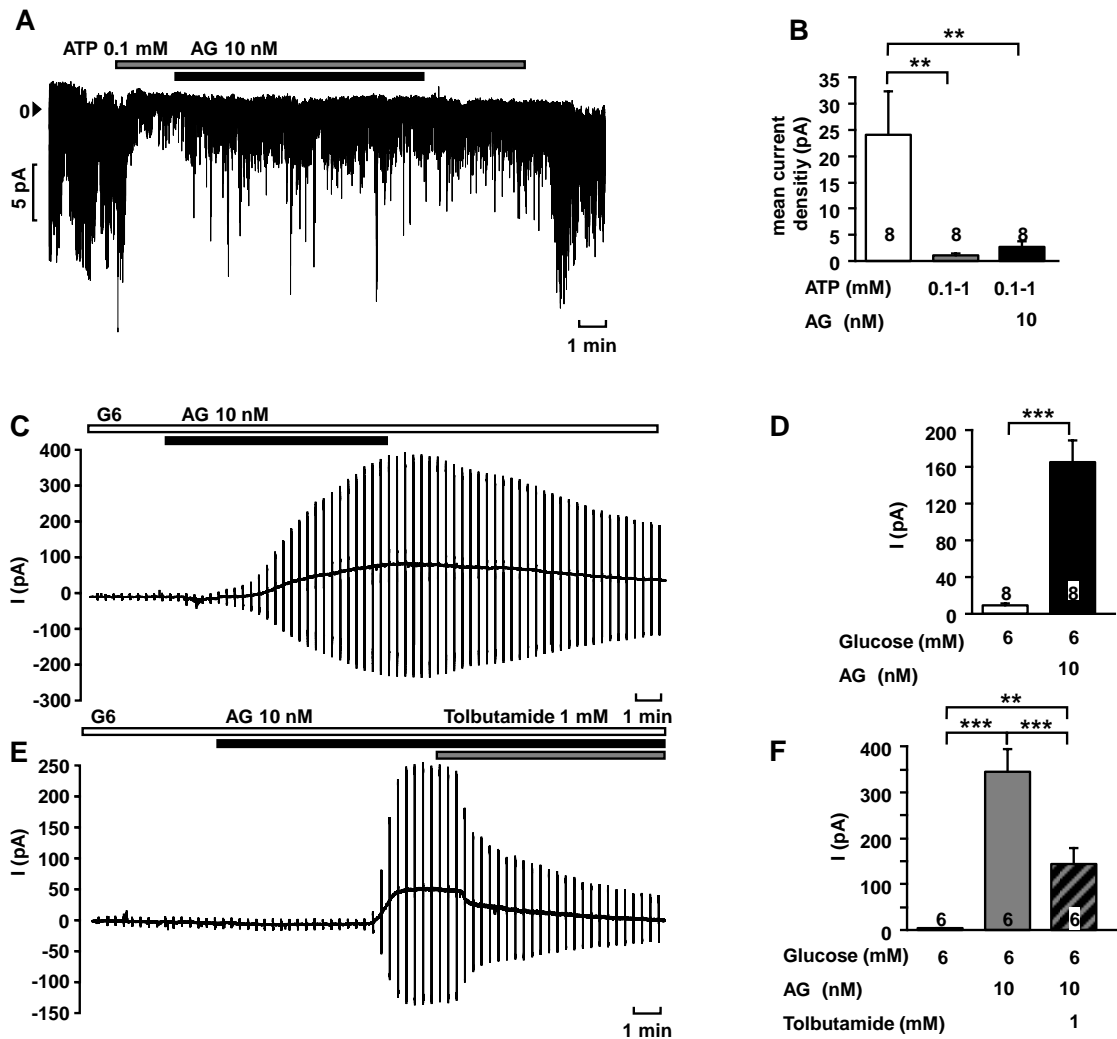 A
ATP 0.1 mM AG 10 nM
0
5 pA
1 min
B
** 
**
mean current
densitiy (pA)
35
30
25
20
15
10
5
0
8 8 8
ATP (mM) 0.1-1 0.1-1
AG (nM) 10
C
G6 AG 10 nM
I (pA)
400
300
200
100
0
-100
-200
-300
1 min
D
***
I (pA)
200
160
120
80
40
0
8 8
Glucose (mM) 6 6
AG (nM) 10
E
G6 AG 10 nM Tolbutamide 1 mM
I (pA)
250
200
150
100
50
0
-50
-100
-150
1 min
F
**
*** ***
I (pA)
400
300
200
100
0
6 6 6
Glucose (mM) 6 6 6
AG (nM) 10 10
Tolbutamide (mM) 1